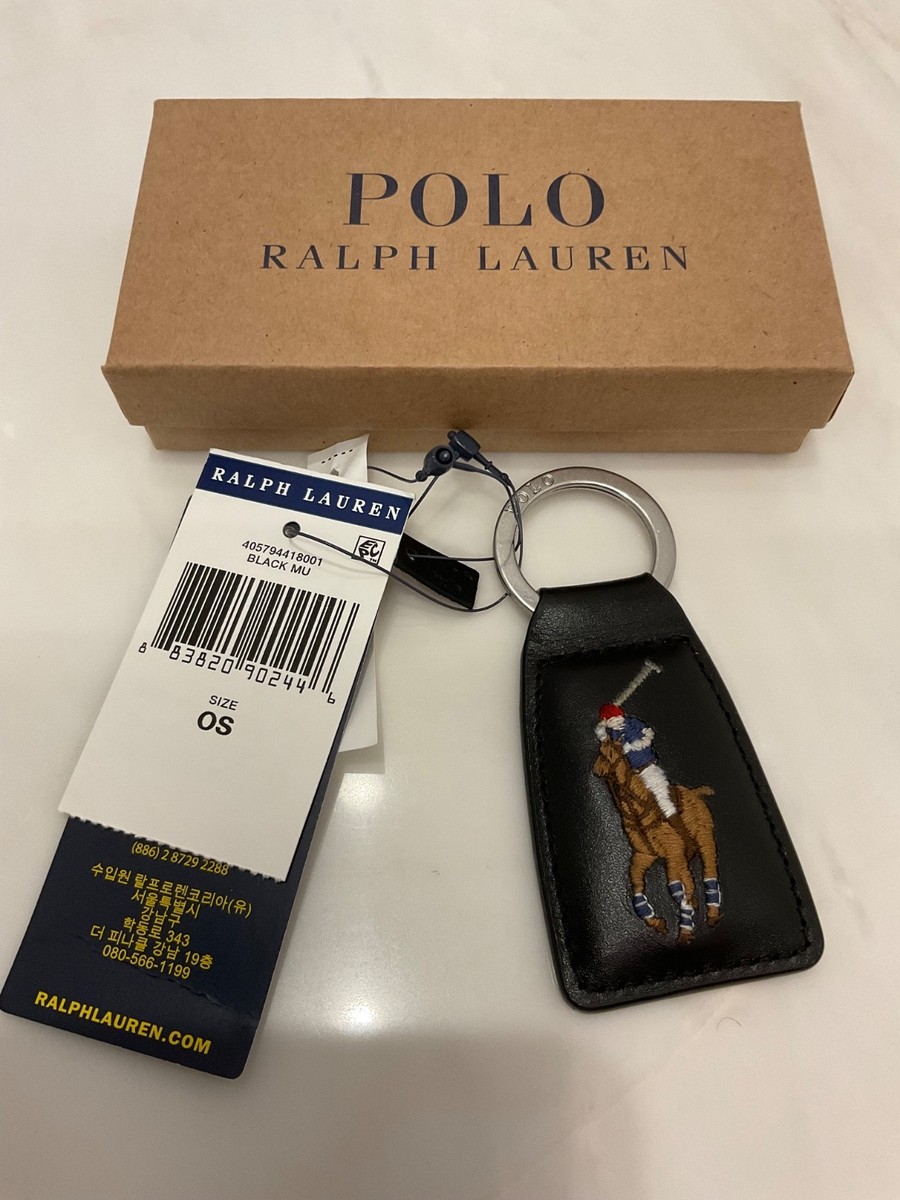 POLO
RALPH LAUREN
RALPH LAUREN
405794418001
BLACK MU
8 83820 90244 6
SIZE
OS
(886) 2 8729 2288
수입원 랄프로렌코리아(유)
서울특별시
강남구
학동로 343
더 피나클 강남 19층
080-566-1199
RALPHLAUREN.COM
POLO